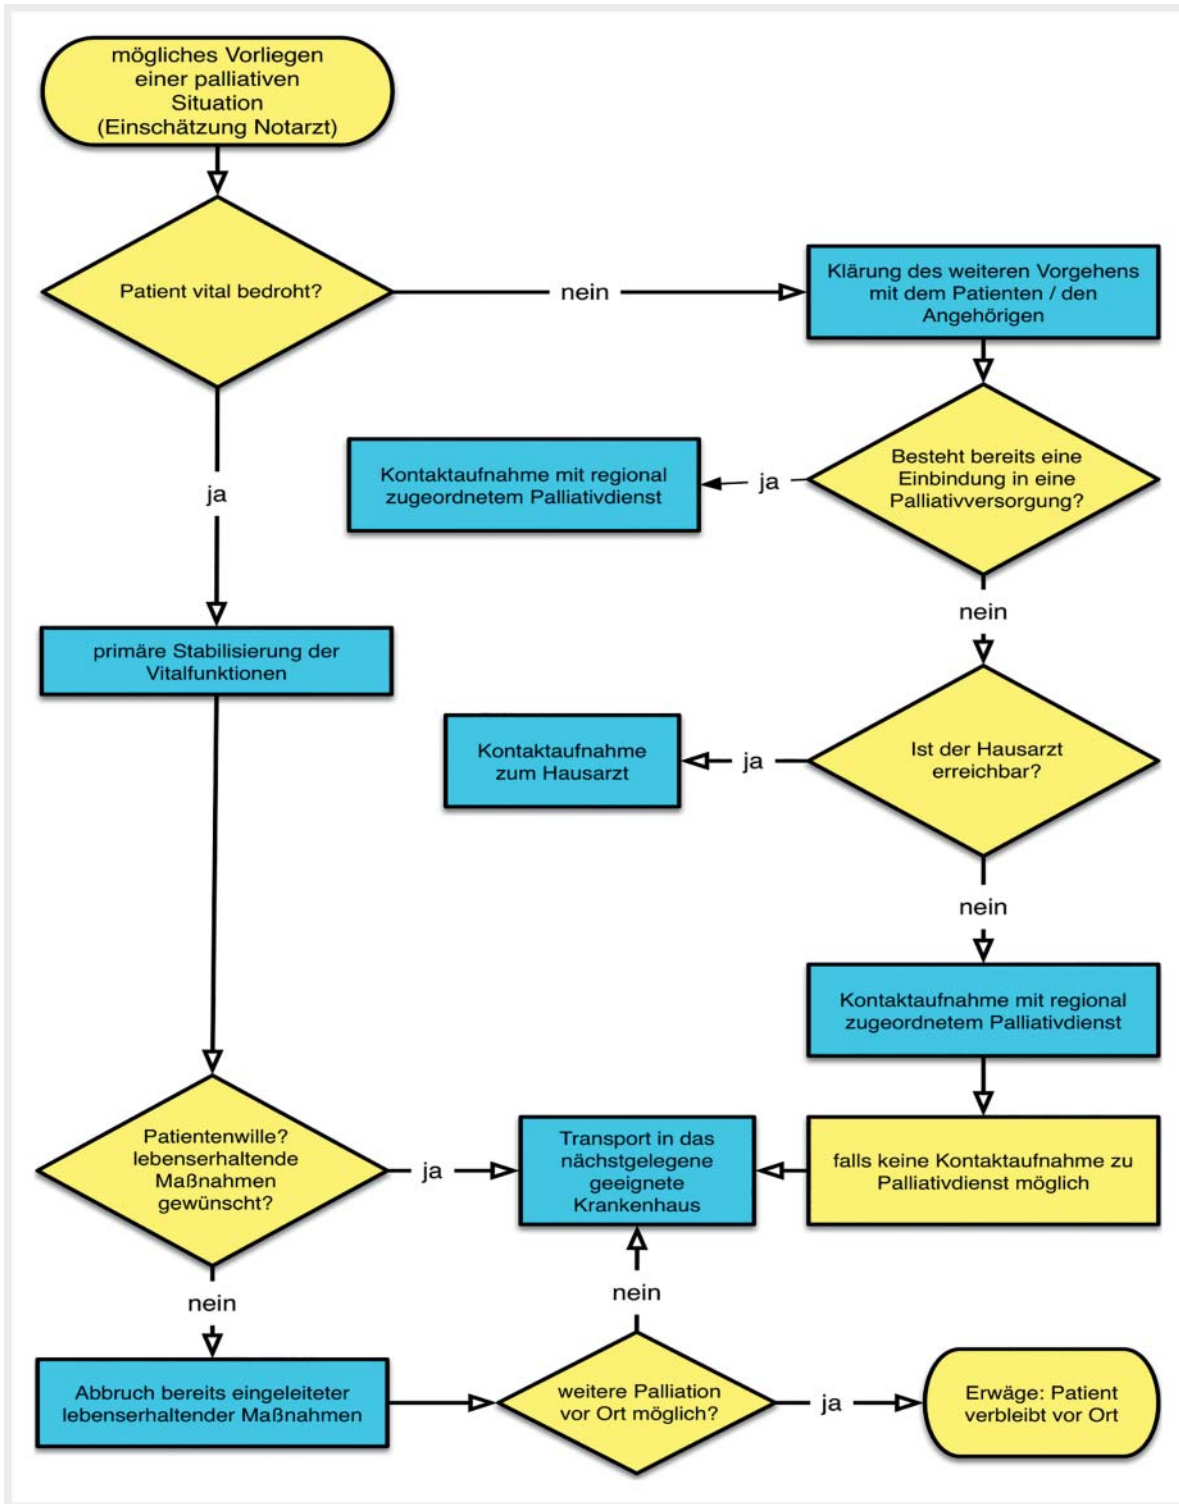 mögliches Vorliegen
einer palliativen
Situation
(Einschätzung Notarzt)
Patient vital bedroht?
nein
Klärung des weiteren Vorgehens
mit dem Patienten / den
Angehörigen
ja
Kontaktaufnahme mit regional
zugeordnetem Palliativdienst
ja
Besteht bereits eine
Einbindung in eine
Palliativversorgung?
nein
primäre Stabilisierung der
Vitalfunktionen
Kontaktaufnahme
zum Hausarzt
ja
Ist der Hausarzt
erreichbar?
nein
Kontaktaufnahme mit regional
zugeordnetem Palliativdienst
Patientenwille?
lebenserhaltende
Maßnahmen
gewünscht?
ja
Transport in das
nächstgelegene
geeignete
Krankenhaus
falls keine Kontaktaufnahme zu
Palliativdienst möglich
nein
nein
Abbruch bereits eingeleiteter
lebenserhaltender Maßnahmen
weitere Palliation
vor Ort möglich?
ja
Erwäge: Patient
verbleibt vor Ort